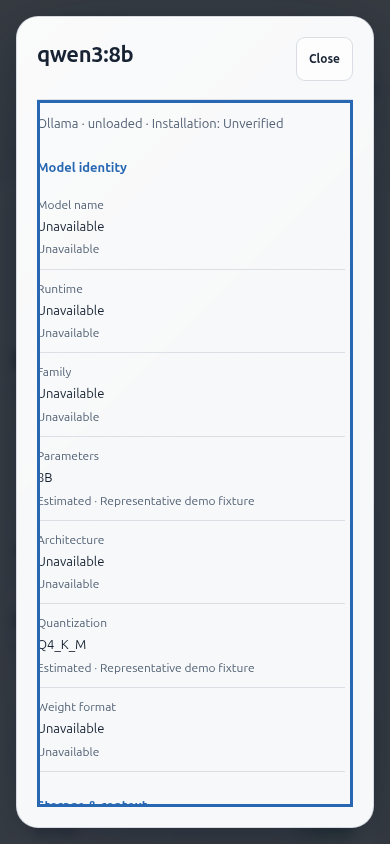 qwen3:8b
Close
Ollama · unloaded · Installation: Unverified
Model identity
Model name
Unavailable
Unavailable
Runtime
Unavailable
Unavailable
Family
Unavailable
Unavailable
Parameters
8B
Estimated · Representative demo fixture
Architecture
Unavailable
Unavailable
Quantization
Q4_K_M
Estimated · Representative demo fixture
Weight format
Unavailable
Unavailable
Storage & context